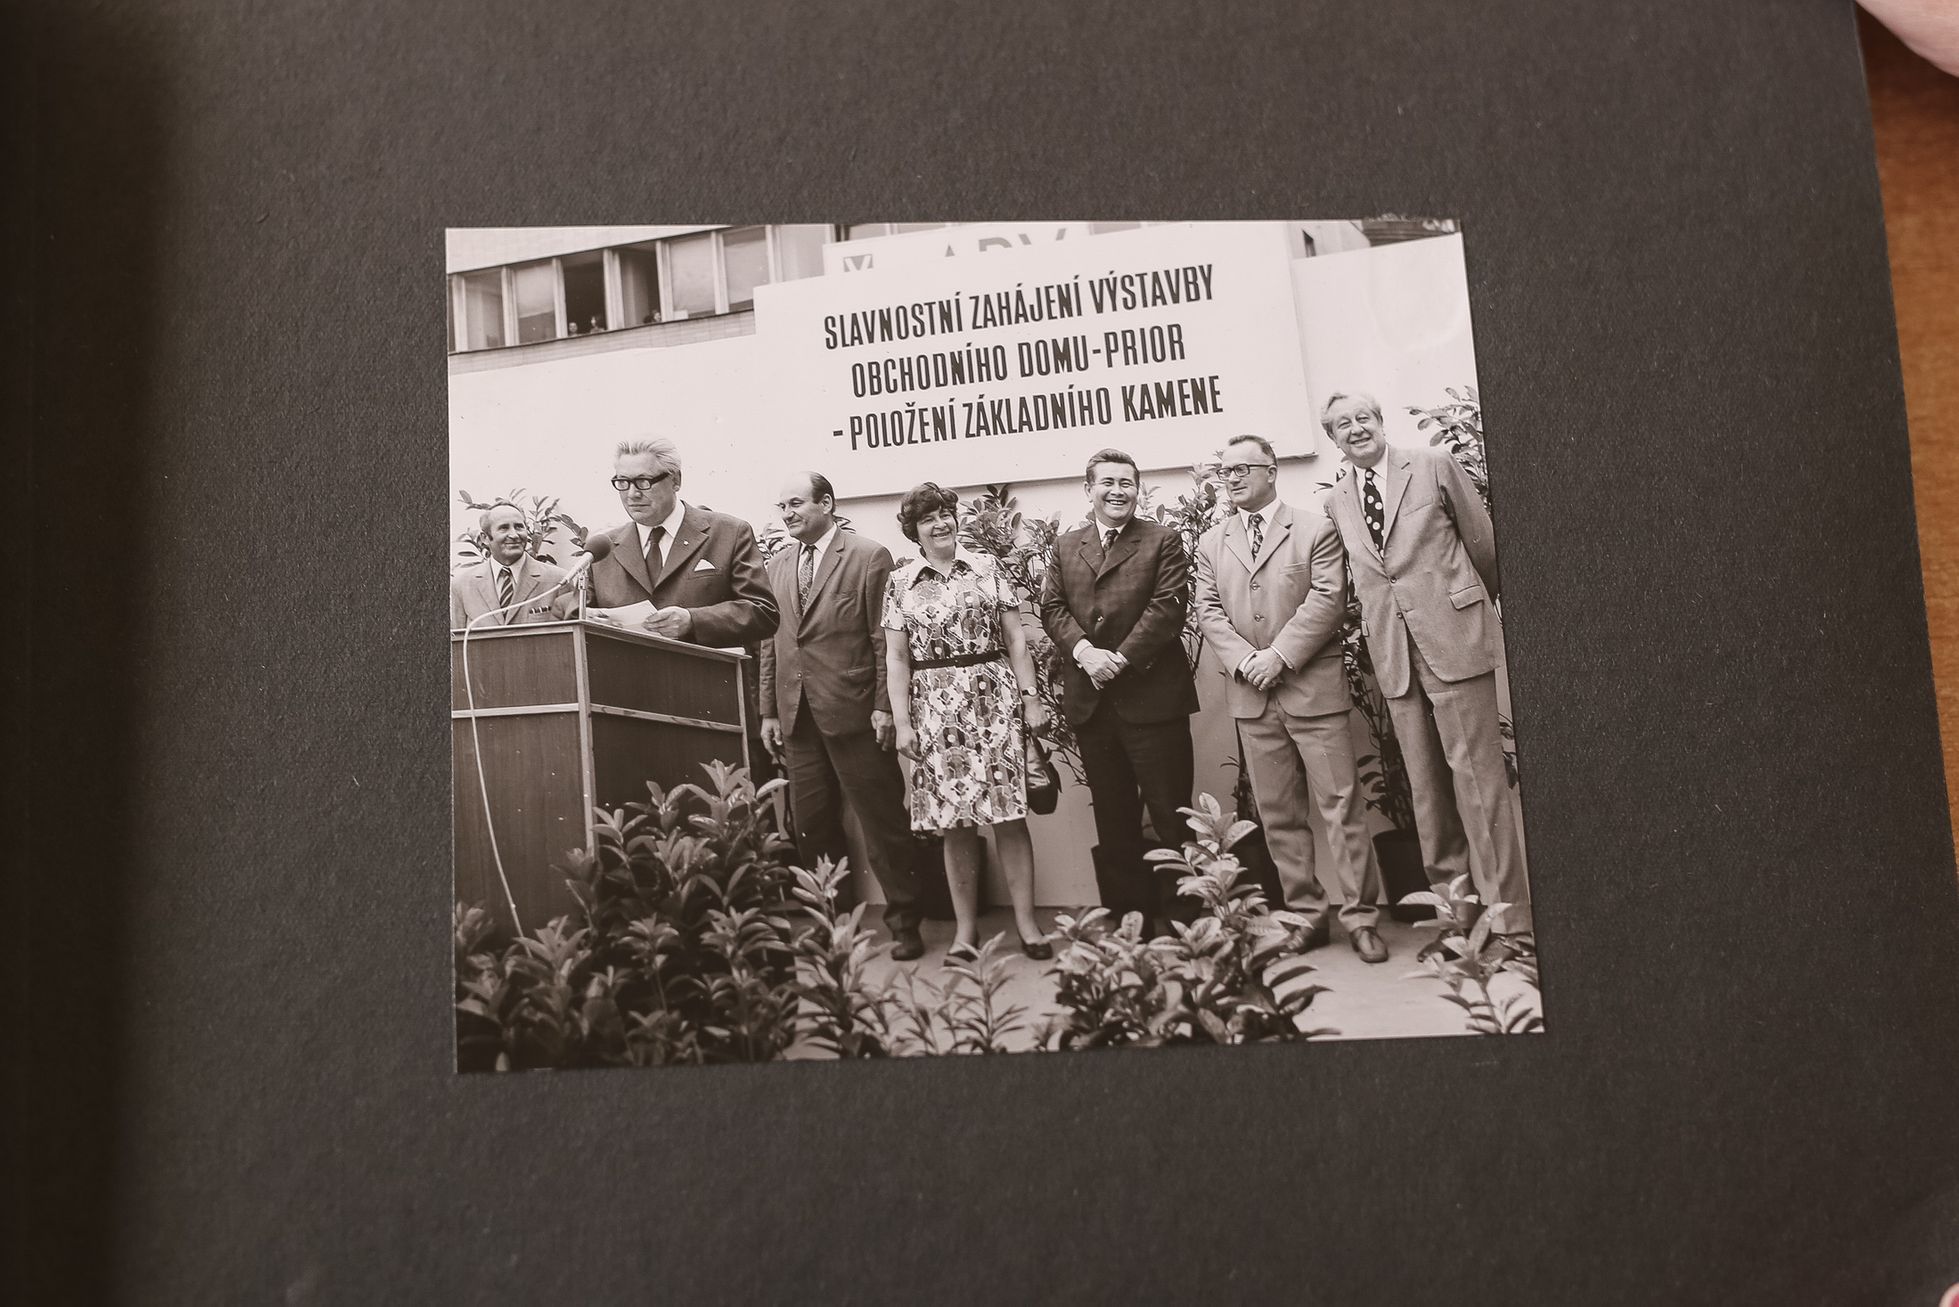 SLAVNOSTNÍ ZAHÁJENÍ VÝSTAVBY
OBCHODNÍHO DOMU-PRIOR
-POLOŽENÍ ZÁKLADNÍHO KAMENE